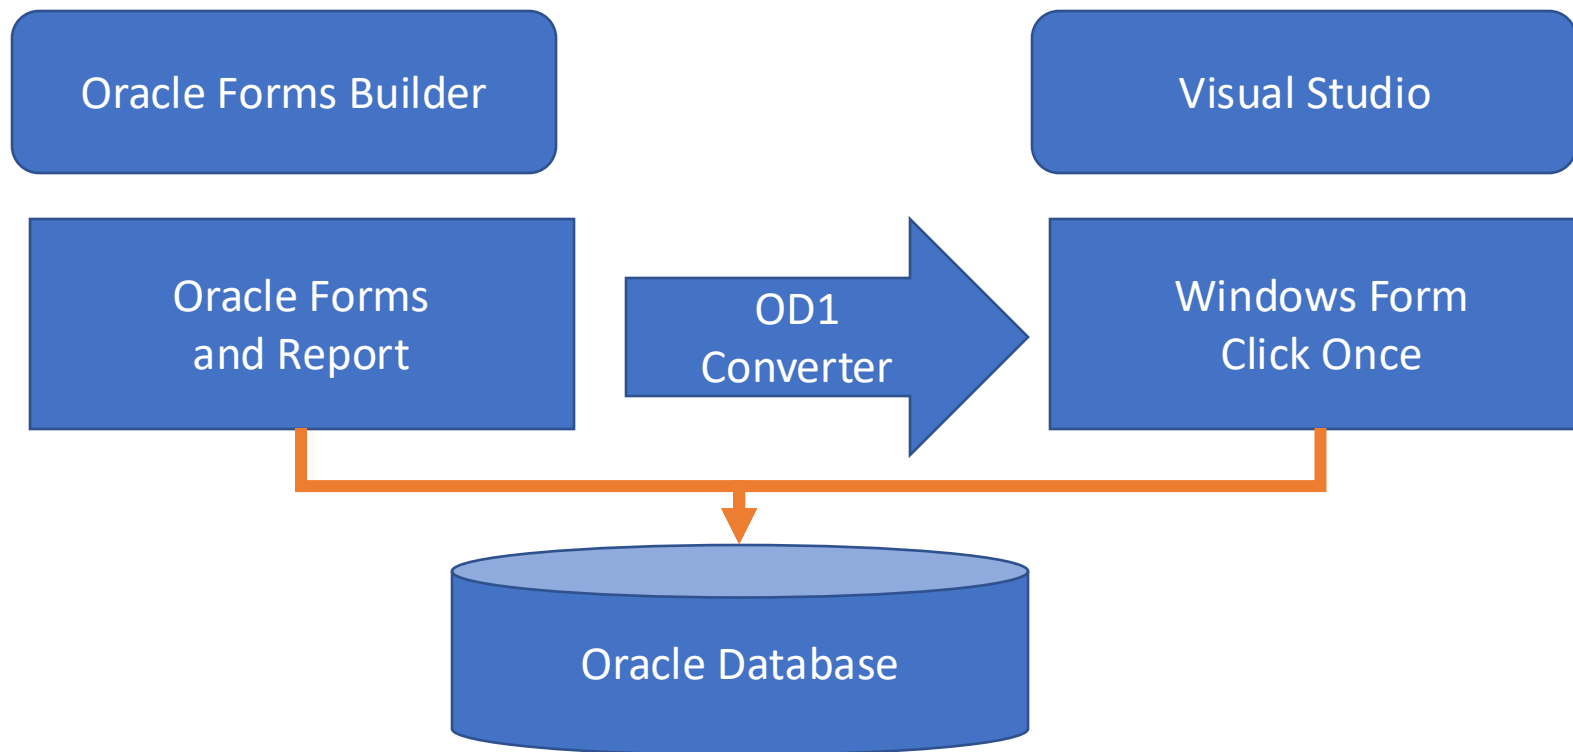 Oracle Forms Builder
Visual Studio
Oracle Forms
and Report
OD1
Converter
Windows Form
Click Once
Oracle Database